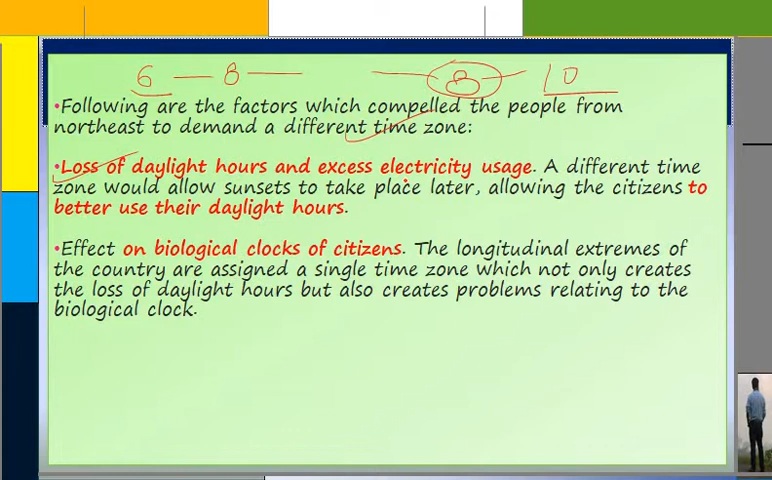 6 — 8 — — 8 — 10
•Following are the factors which compelled the people from
northeast to demand a different time zone:
•Loss of daylight hours and excess electricity usage. A different time
zone would allow sunsets to take place later, allowing the citizens to
better use their daylight hours.
•Effect on biological clocks of citizens. The longitudinal extremes of
the country are assigned a single time zone which not only creates
the loss of daylight hours but also creates problems relating to the
biological clock.